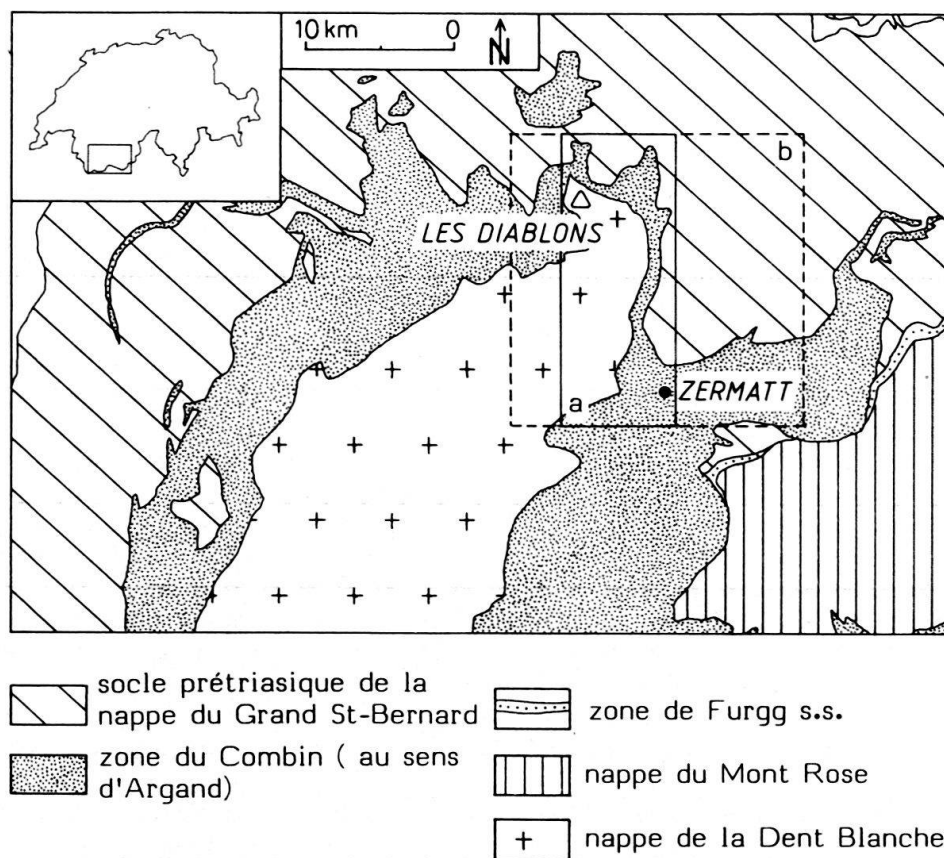 10 km 0
N
b
LES DIABLONS
a
ZERMATT
socle prétriasique de la
nappe du Grand St-Bernard
zone du Combin ( au sens
d'Argand)
zone de Furgg s.s.
nappe du Mont Rose
nappe de la Dent Blanche